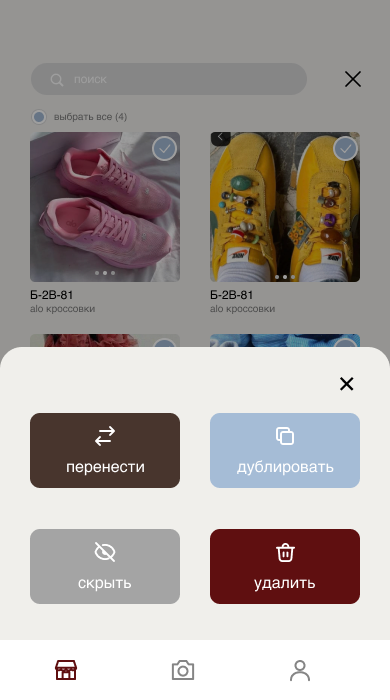 поиск
выбрать все (4)
Б-2В-81
alo кроссовки
Б-2В-81
alo кроссовки
перенести
дублировать
скрыть
удалить